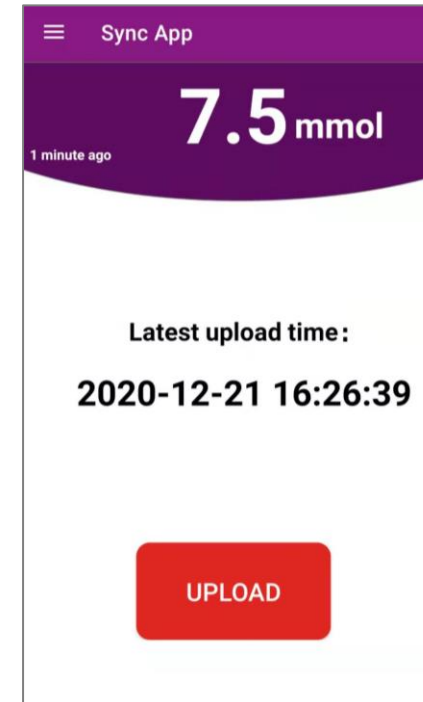 Sync App
7.5 mmol
1 minute ago
Latest upload time:
2020-12-21 16:26:39
UPLOAD